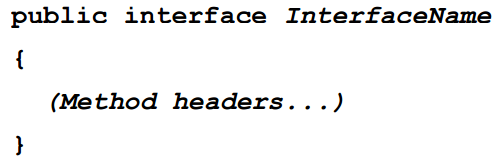 public interface InterfaceName
{
(Method headers...)
}